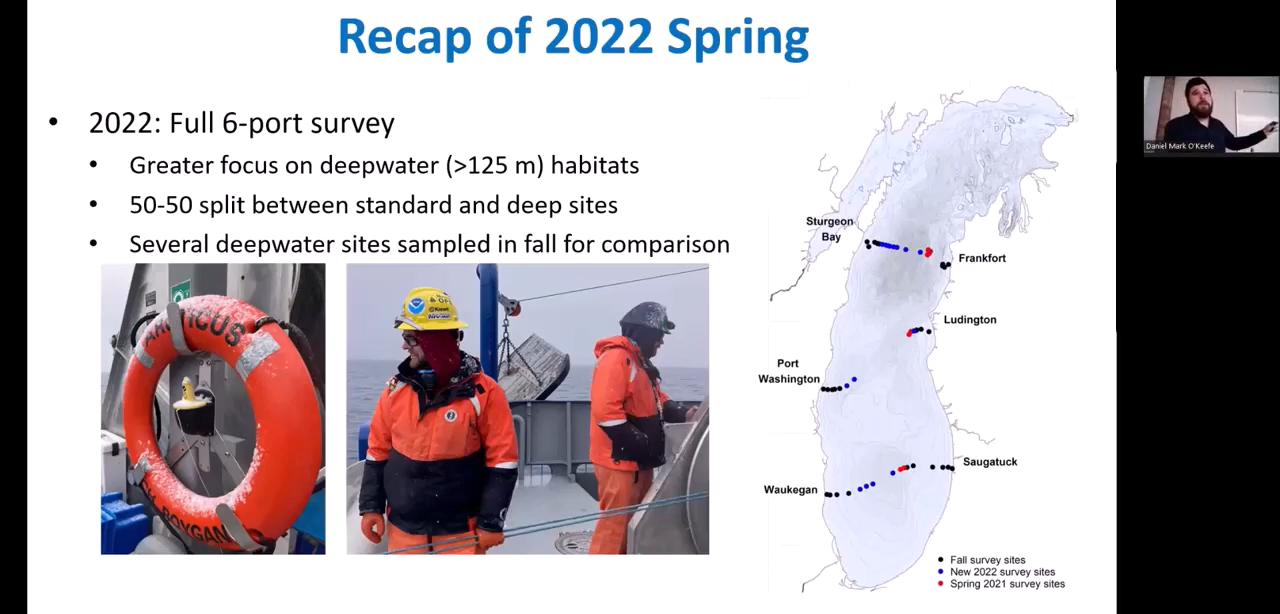 Recap of 2022 Spring
• 2022: Full 6-port survey
• Greater focus on deepwater (>125 m) habitats
• 50-50 split between standard and deep sites
• Several deepwater sites sampled in fall for comparison
Sturgeon
Bay
Frankfort
Ludington
Port
Washington
Saugatuck
Waukegan
Fall survey sites
New 2022 survey sites
Spring 2021 survey sites
Daniel Mark O'Keefe